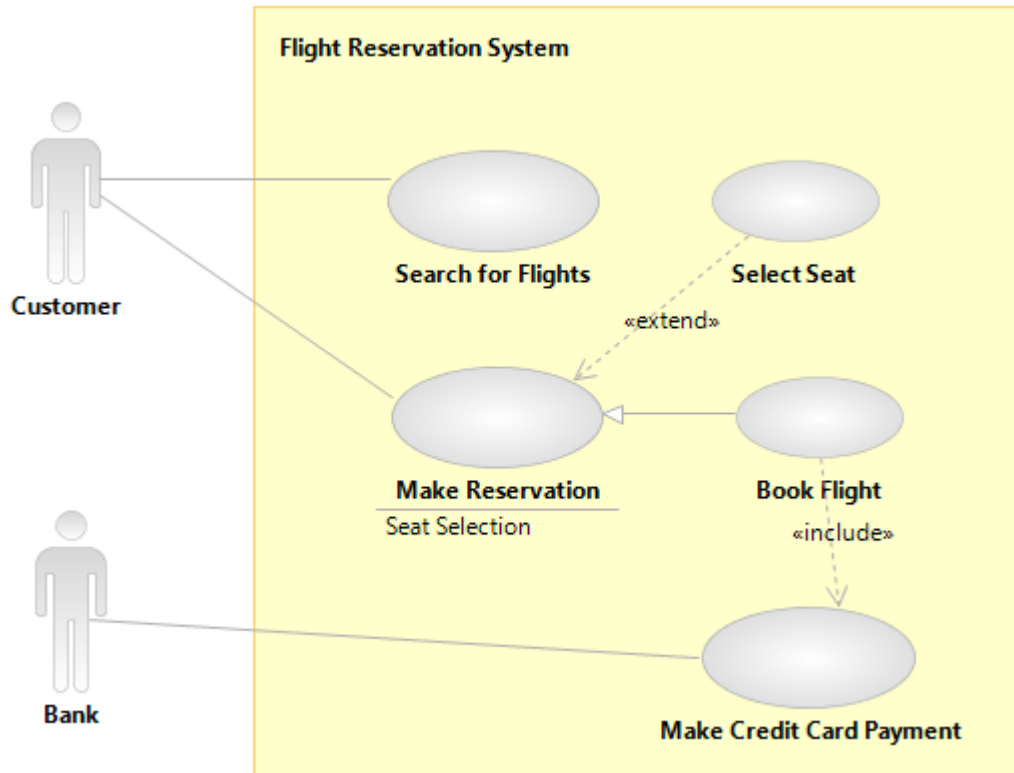 Flight Reservation System
Search for Flights
Select Seat
Customer
«extend»
Make Reservation
Book Flight
Seat Selection
«include»
Bank
Make Credit Card Payment